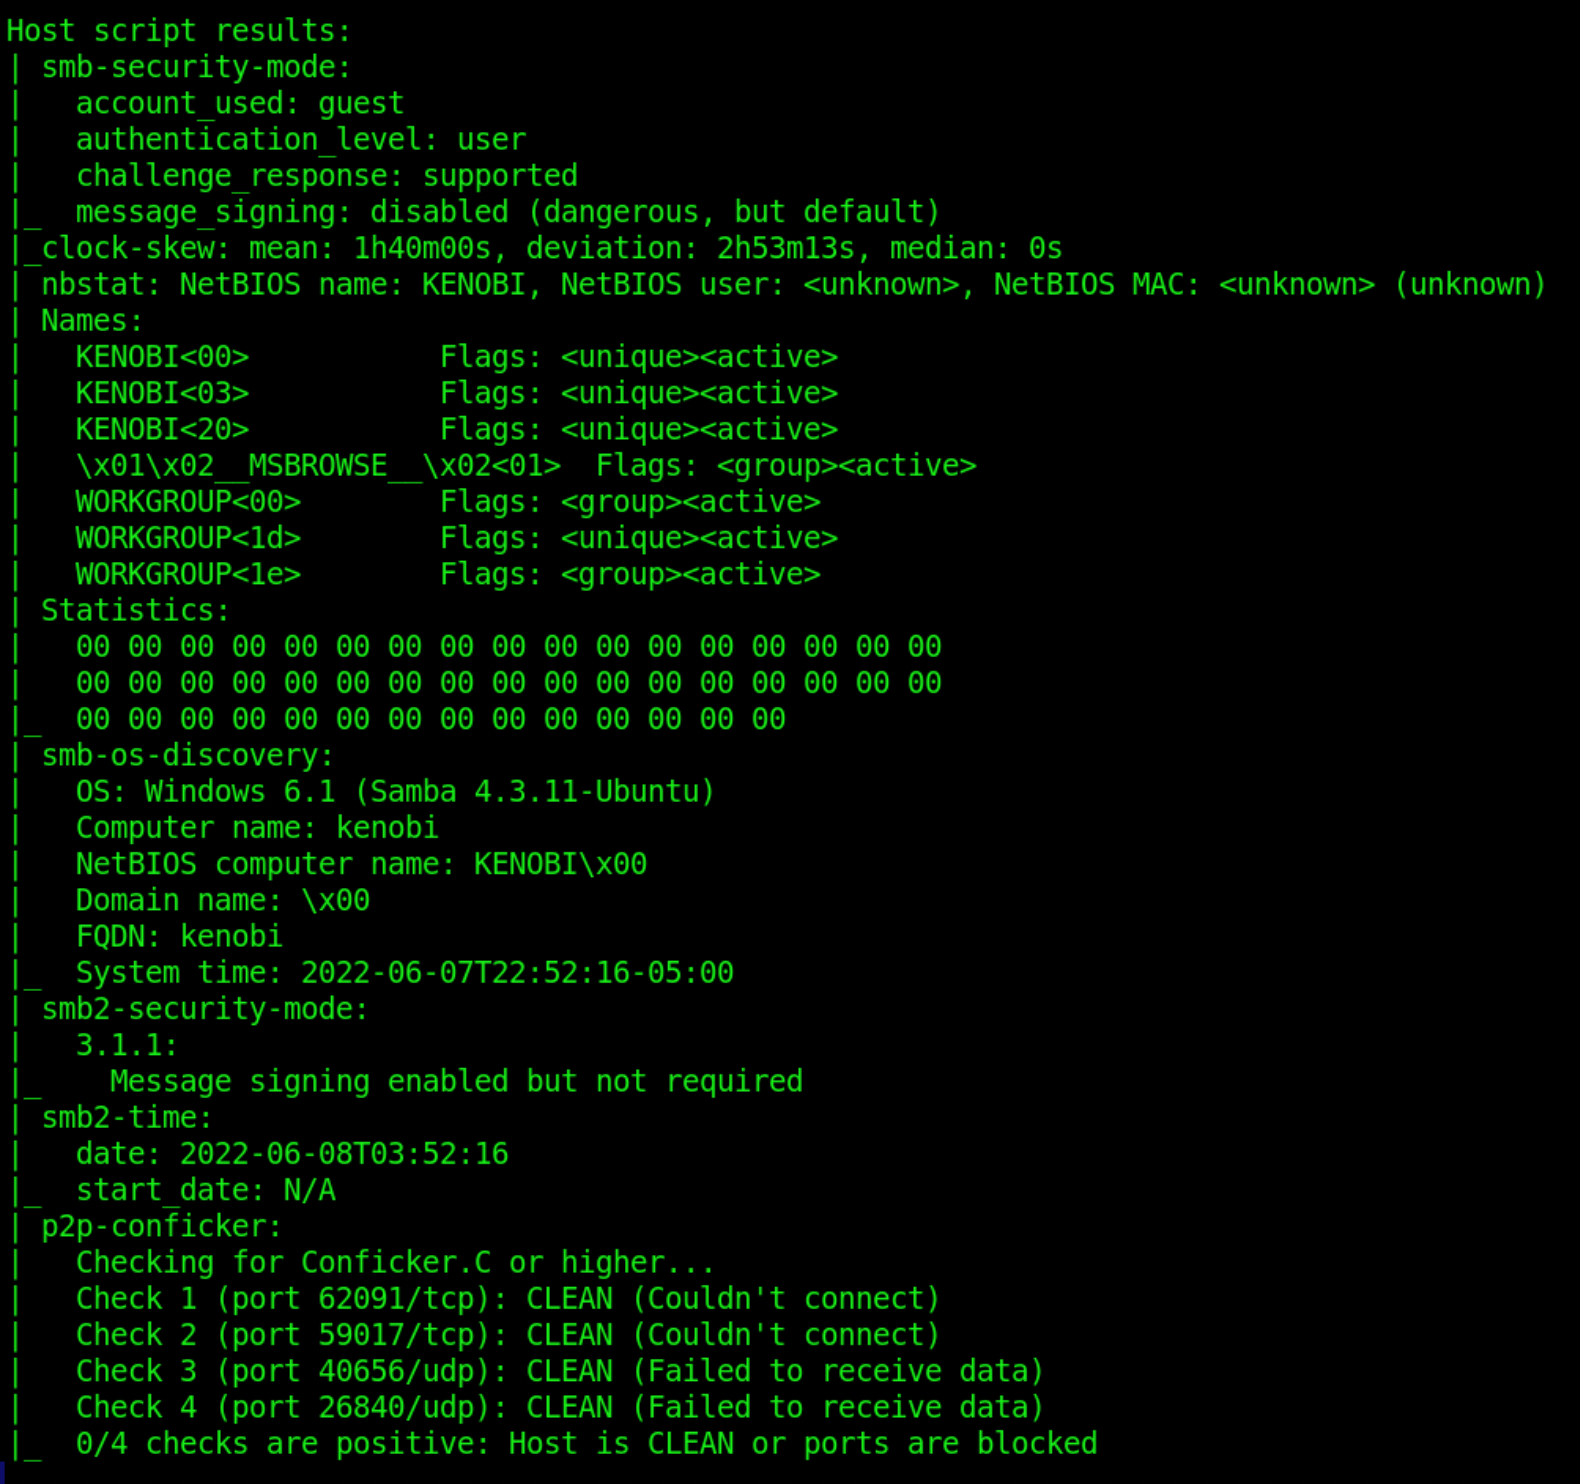 Host script results:
| smb-security-mode:
|   account_used: guest
|   authentication_level: user
|   challenge_response: supported
|_  message_signing: disabled (dangerous, but default)
|_clock-skew: mean: 1h40m00s, deviation: 2h53m13s, median: 0s
| nbstat: NetBIOS name: KENOBI, NetBIOS user: <unknown>, NetBIOS MAC: <unknown> (unknown)
| Names:
|   KENOBI<00>           Flags: <unique><active>
|   KENOBI<03>           Flags: <unique><active>
|   KENOBI<20>           Flags: <unique><active>
|   \x01\x02__MSBROWSE__\x02<01>  Flags: <group><active>
|   WORKGROUP<00>        Flags: <group><active>
|   WORKGROUP<1d>        Flags: <unique><active>
|   WORKGROUP<1e>        Flags: <group><active>
| Statistics:
|   00 00 00 00 00 00 00 00 00 00 00 00 00 00 00 00 00
|   00 00 00 00 00 00 00 00 00 00 00 00 00 00 00 00 00
|_  00 00 00 00 00 00 00 00 00 00 00 00 00 00
| smb-os-discovery:
|   OS: Windows 6.1 (Samba 4.3.11-Ubuntu)
|   Computer name: kenobi
|   NetBIOS computer name: KENOBI\x00
|   Domain name: \x00
|   FQDN: kenobi
|_  System time: 2022-06-07T22:52:16-05:00
| smb2-security-mode:
|   3.1.1:
|_    Message signing enabled but not required
| smb2-time:
|   date: 2022-06-08T03:52:16
|_  start_date: N/A
| p2p-conficker:
|   Checking for Conficker.C or higher...
|   Check 1 (port 62091/tcp): CLEAN (Couldn't connect)
|   Check 2 (port 59017/tcp): CLEAN (Couldn't connect)
|   Check 3 (port 40656/udp): CLEAN (Failed to receive data)
|   Check 4 (port 26840/udp): CLEAN (Failed to receive data)
|_  0/4 checks are positive: Host is CLEAN or ports are blocked